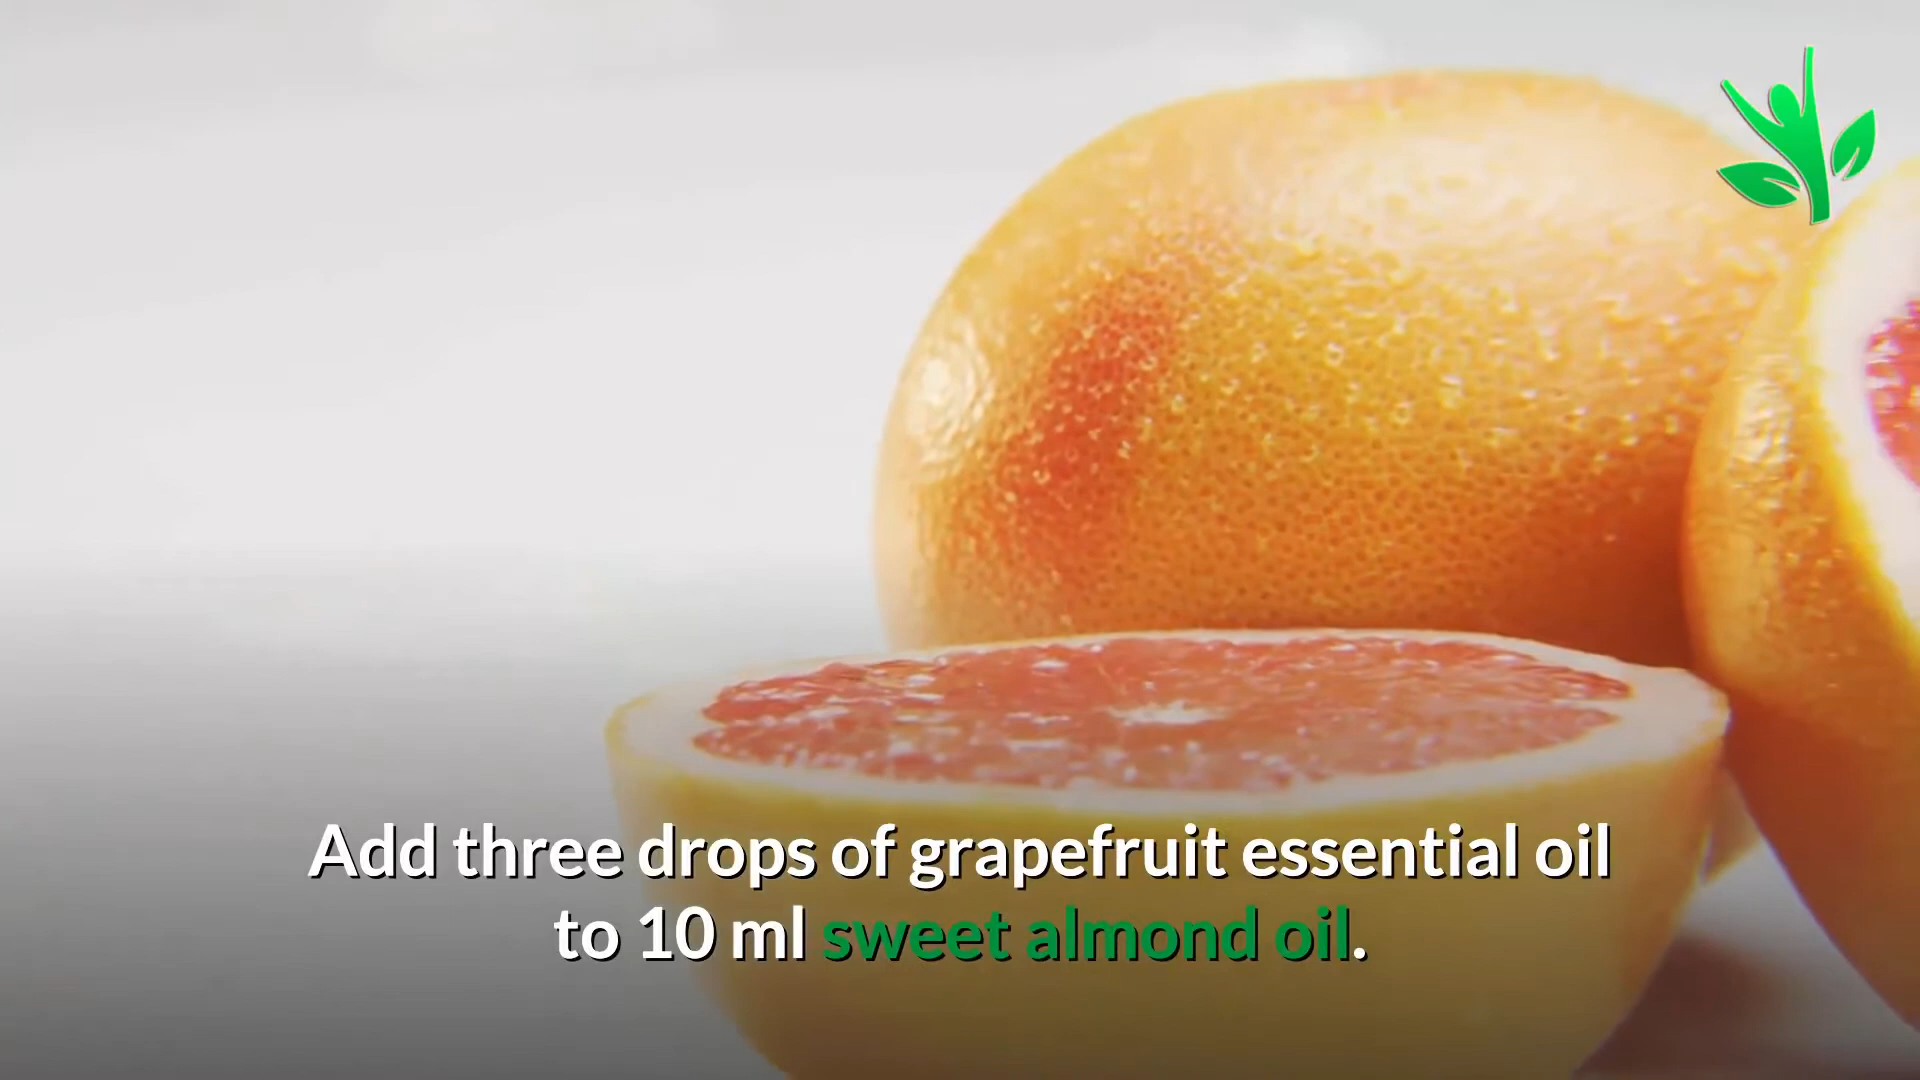 Add three drops of grapefruit essential oil
to 10 ml sweet almond oil.